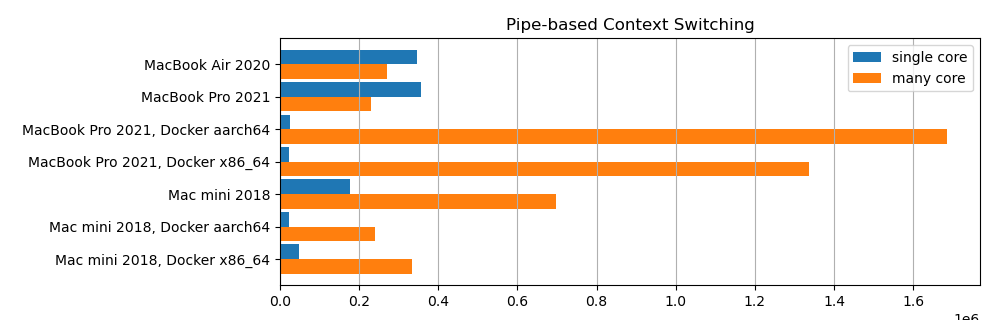 Pipe-based Context Switching
single core
many core
MacBook Air 2020
MacBook Pro 2021
MacBook Pro 2021, Docker aarch64
MacBook Pro 2021, Docker x86_64
Mac mini 2018
Mac mini 2018, Docker aarch64
Mac mini 2018, Docker x86_64
0.0 0.2 0.4 0.6 0.8 1.0 1.2 1.4 1.6
1e6